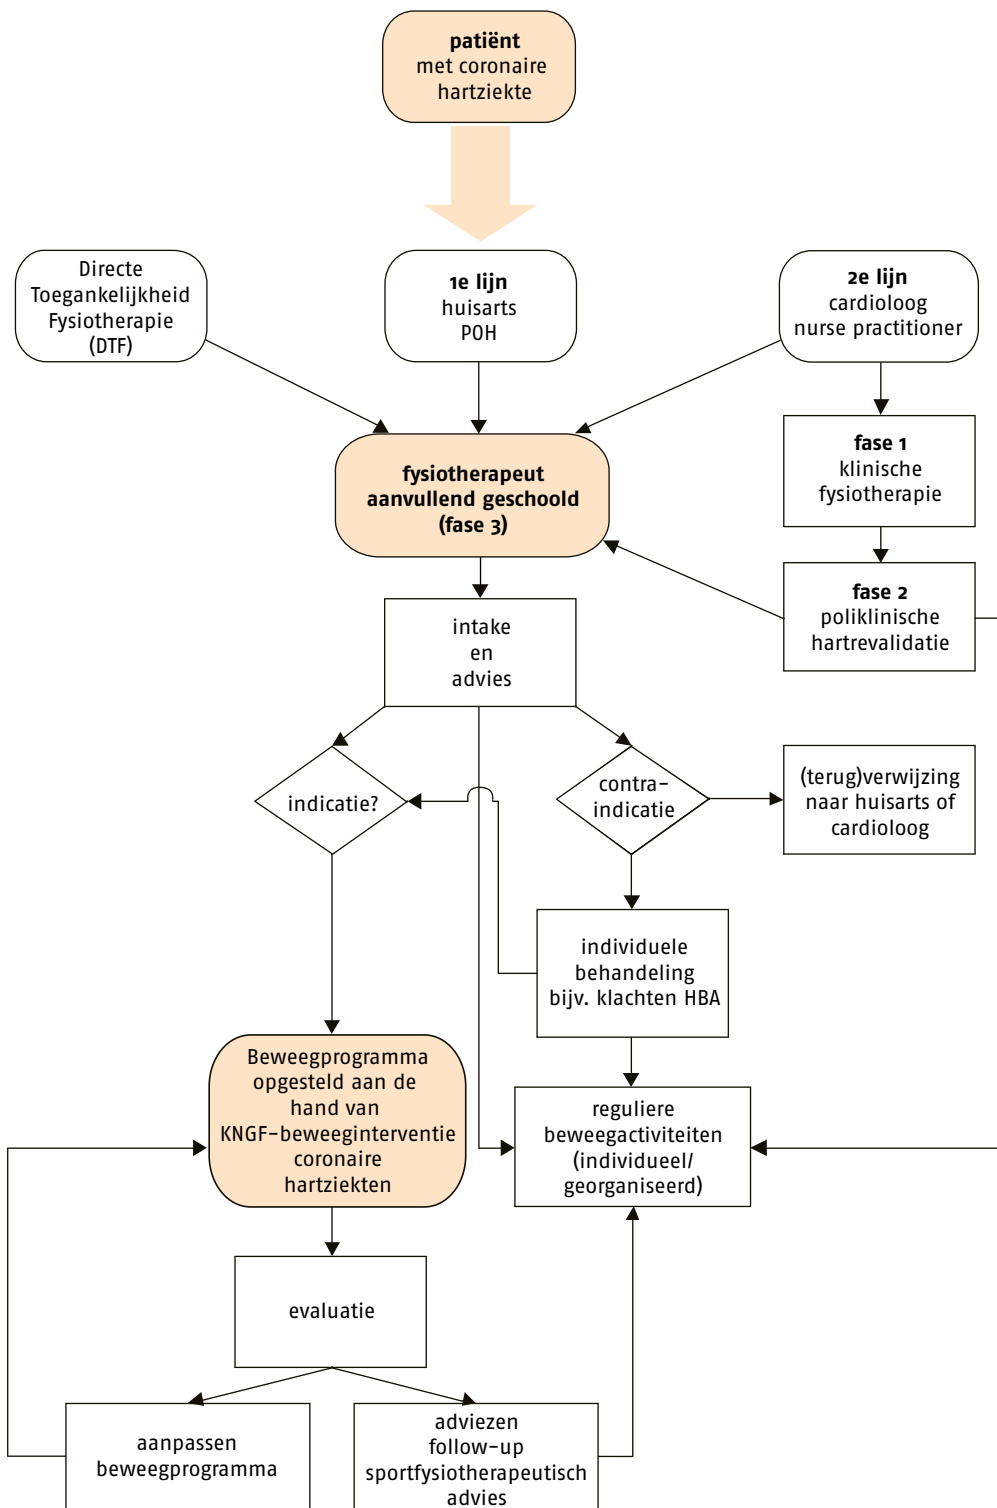 patiënt
met coronaire
hartziekte
Directe
Toegankelijkheid
Fysiotherapie
(DTF)
1e lijn
huisarts
POH
2e lijn
cardioloog
nurse practitioner
fysiotherapeut
aanvullend geschoold
(fase 3)
fase 1
klinische
fysiotherapie
fase 2
poliklinische
hartrevalidatie
intake
en
advies
indicatie?
contra-
indicatie
(terug)verwijzing
naar huisarts of
cardioloog
individuele
behandeling
bijv. klachten HBA
Beweegprogramma
opgesteld aan de
hand van
KNGF-beweeginterventie
coronaire
hartziekten
reguliere
beweegactiviteiten
(individueel/
georganiseerd)
evaluatie
aanpassen
beweegprogramma
adviezen
follow-up
sportfysiotherapeutisch
advies